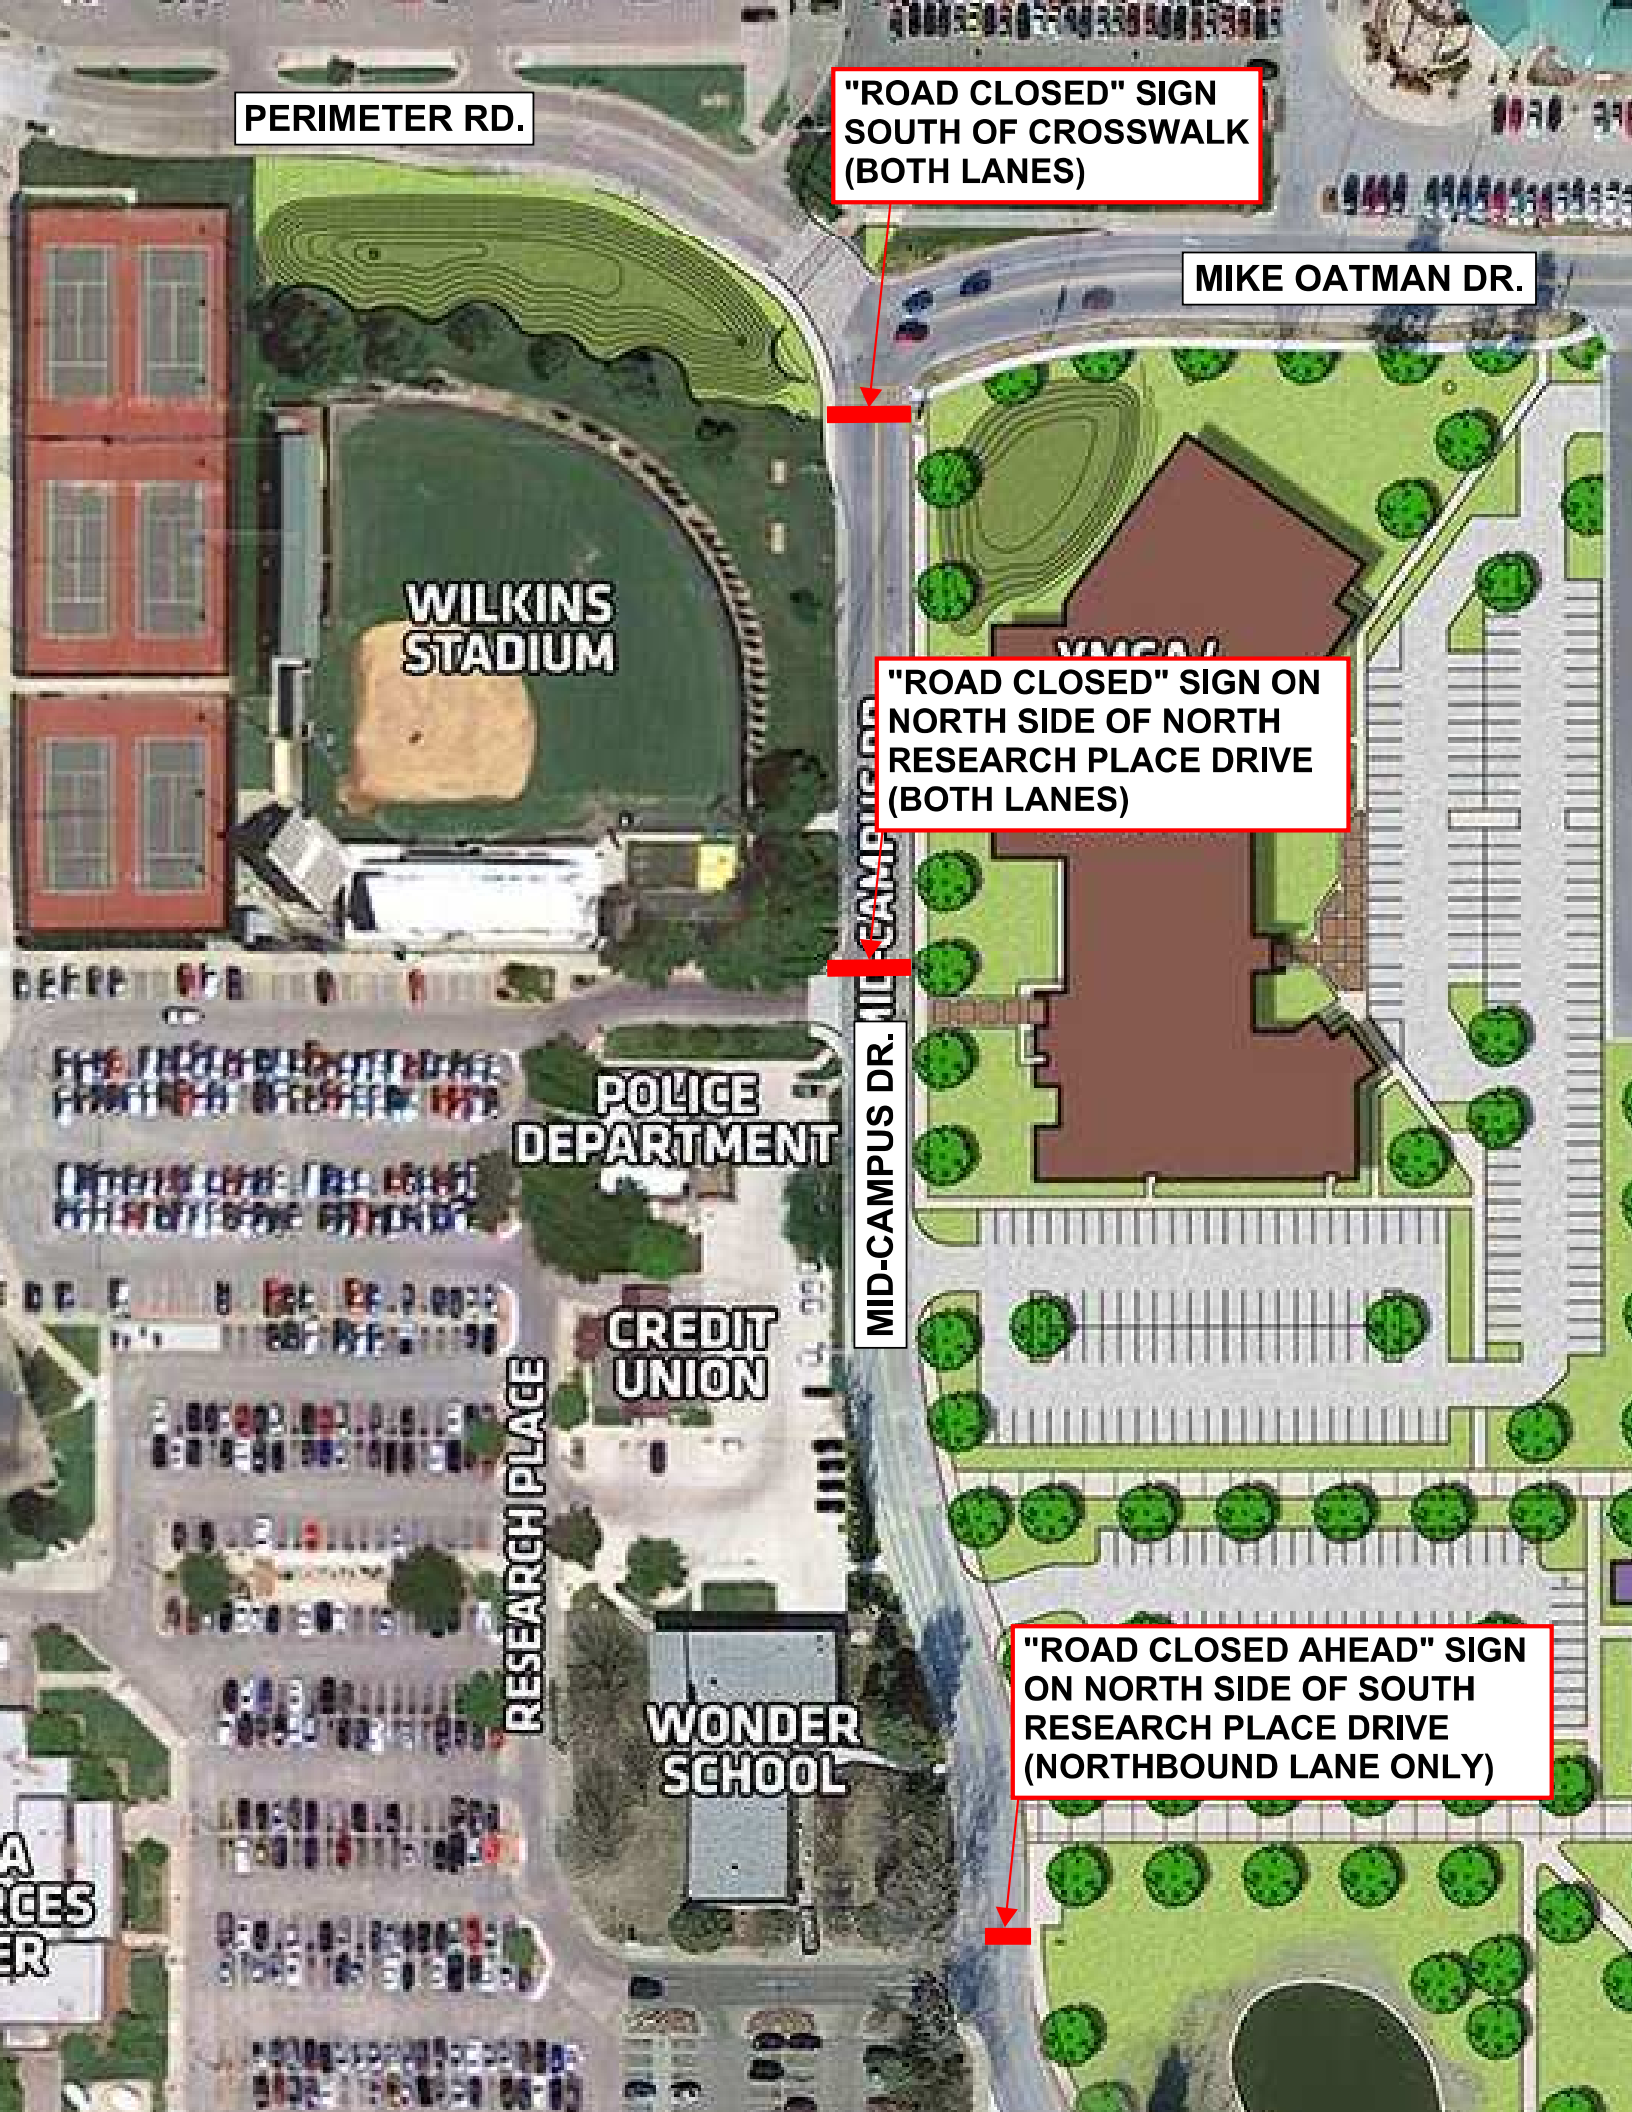 PERIMETER RD.
"ROAD CLOSED" SIGN
SOUTH OF CROSSWALK
(BOTH LANES)
MIKE OATMAN DR.
WILKINS
STADIUM
"ROAD CLOSED" SIGN ON
NORTH SIDE OF NORTH
RESEARCH PLACE DRIVE
(BOTH LANES)
MID-CAMPUS DR.
POLICE
DEPARTMENT
CREDIT
UNION
RESEARCH PLACE
"ROAD CLOSED AHEAD" SIGN
ON NORTH SIDE OF SOUTH
RESEARCH PLACE DRIVE
(NORTHBOUND LANE ONLY)
WONDER
SCHOOL